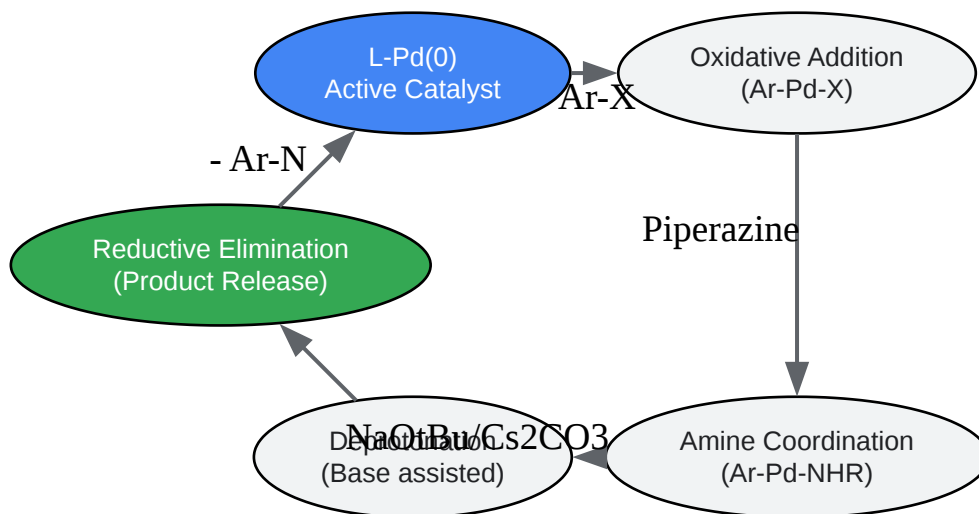 L-Pd(0)
Active Catalyst
Ar-X
Oxidative Addition
(Ar-Pd-X)
- Ar-N
Reductive Elimination
(Product Release)
Piperazine
Deprotonation
(Base assisted)
NaOtBu/Cs2CO3
Amine Coordination
(Ar-Pd-NHR)